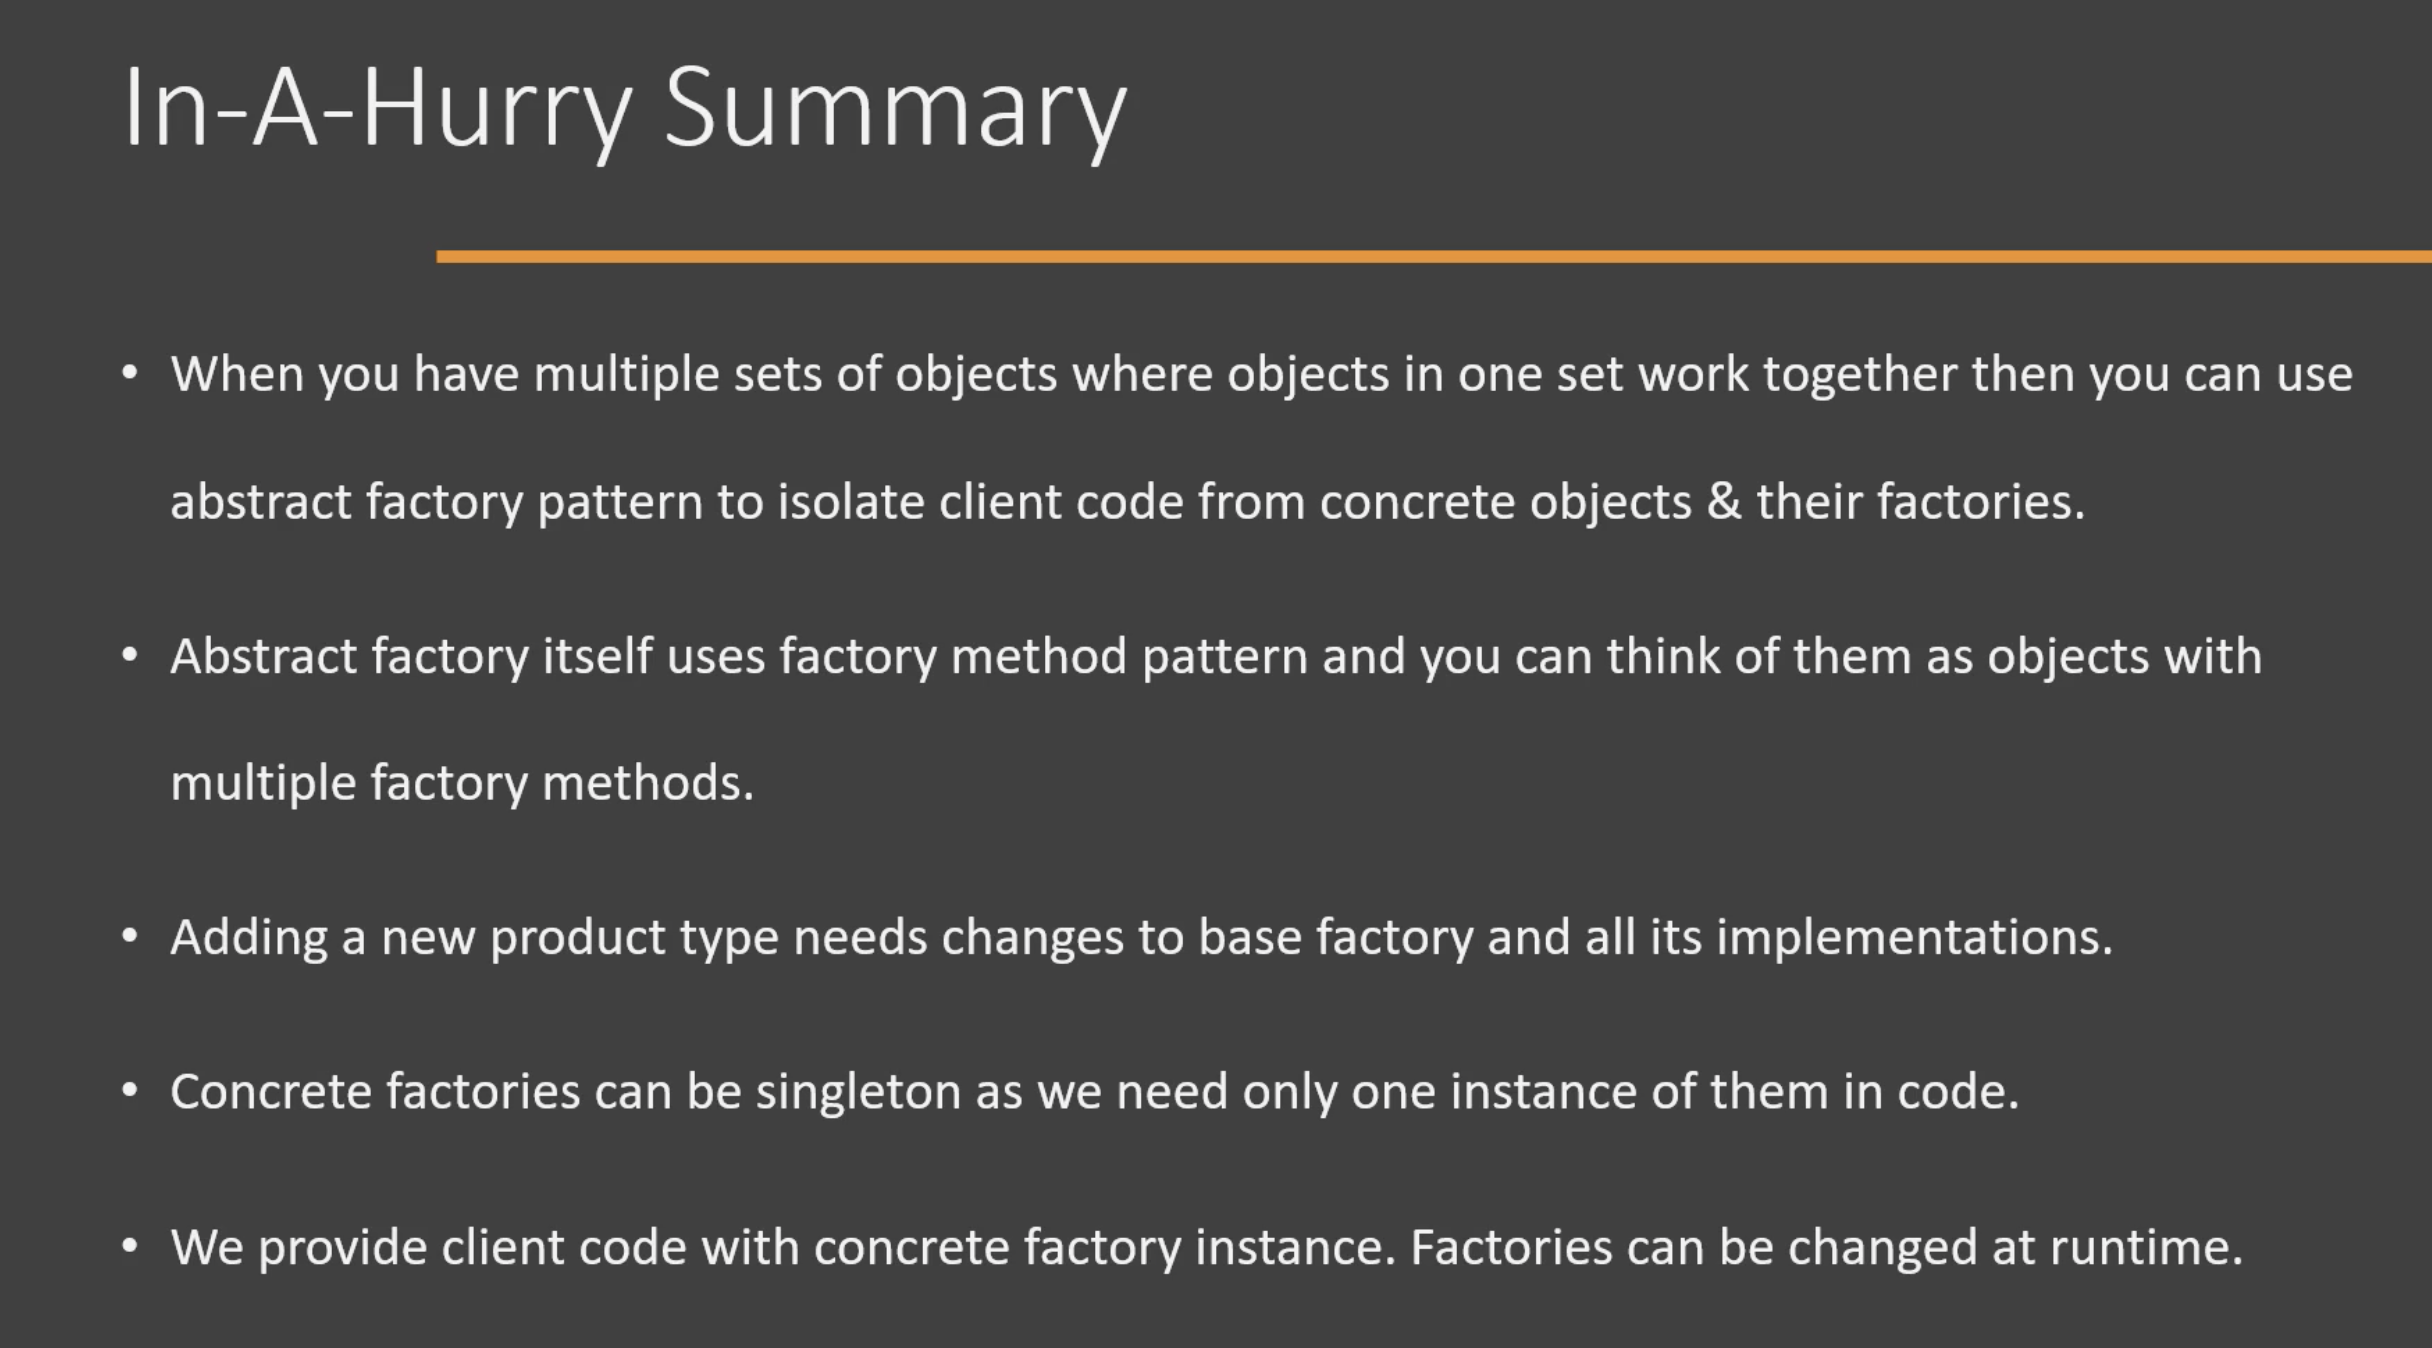 In-A-Hurry Summary
• When you have multiple sets of objects where objects in one set work together then you can use
abstract factory pattern to isolate client code from concrete objects & their factories.
• Abstract factory itself uses factory method pattern and you can think of them as objects with
multiple factory methods.
• Adding a new product type needs changes to base factory and all its implementations.
• Concrete factories can be singleton as we need only one instance of them in code.
• We provide client code with concrete factory instance. Factories can be changed at runtime.